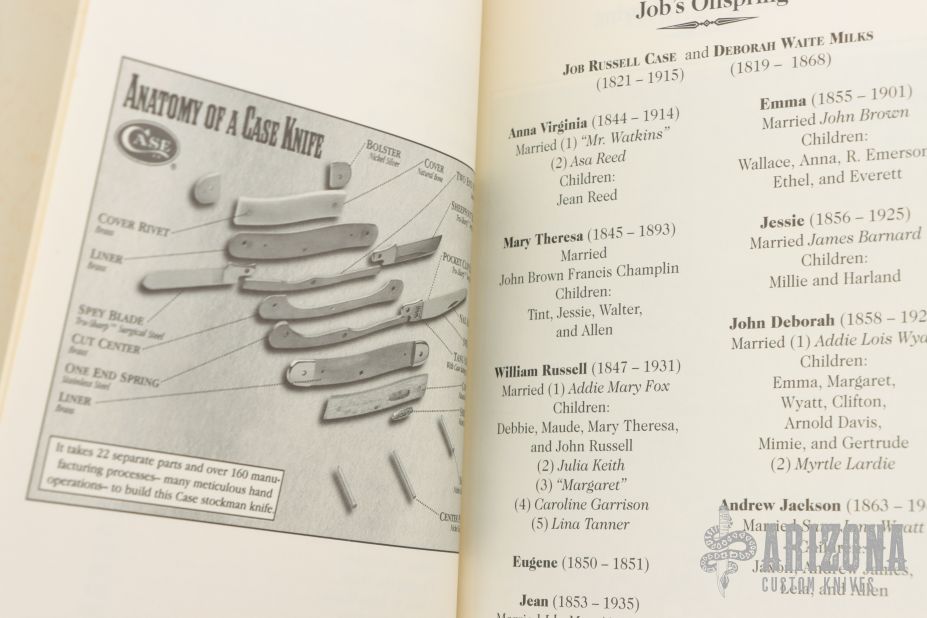 ANATOMY OF A CASE KNIFE
CASE
BOLSTER
Nickel Silver
COVER
Natural Bone
COVER RIVET
Brass
LINER
Brass
SPEY BLADE
Tru-Sharp™ Surgical Steel
CUT CENTER
Brass
ONE END SPRING
Stainless Steel
LINER
Brass
It takes 22 separate parts and over 160 manu-
facturing processes– many meticulous hand
operations– to build this Case stockman knife.
Job's Offspring
JOB RUSSELL CASE and DEBORAH WAITE MILKS
(1821 – 1915) (1819 – 1868)
Anna Virginia (1844 – 1914)
Married (1) "Mr. Watkins"
(2) Asa Reed
Children:
Jean Reed
Mary Theresa (1845 – 1893)
Married
John Brown Francis Champlin
Children:
Tint, Jessie, Walter,
and Allen
William Russell (1847 – 1931)
Married (1) Addie Mary Fox
Children:
Debbie, Maude, Mary Theresa,
and John Russell
(2) Julia Keith
(3) "Margaret"
(4) Caroline Garrison
(5) Lina Tanner
Eugene (1850 – 1851)
Jean (1853 – 1935)
Emma (1855 – 1901)
Married John Brown
Children:
Wallace, Anna, R. Emerson
Ethel, and Everett
Jessie (1856 – 1925)
Married James Barnard
Children:
Millie and Harland
John Deborah (1858 – 192
Married (1) Addie Lois Wya
Children:
Emma, Margaret,
Wyatt, Clifton,
Arnold Davis,
Mimie, and Gertrude
(2) Myrtle Lardie
Andrew Jackson (1863 – 19
Married Wyatt
Children:
Andrew James,
and Allen
ARIZONA
CUSTOM KNIVES